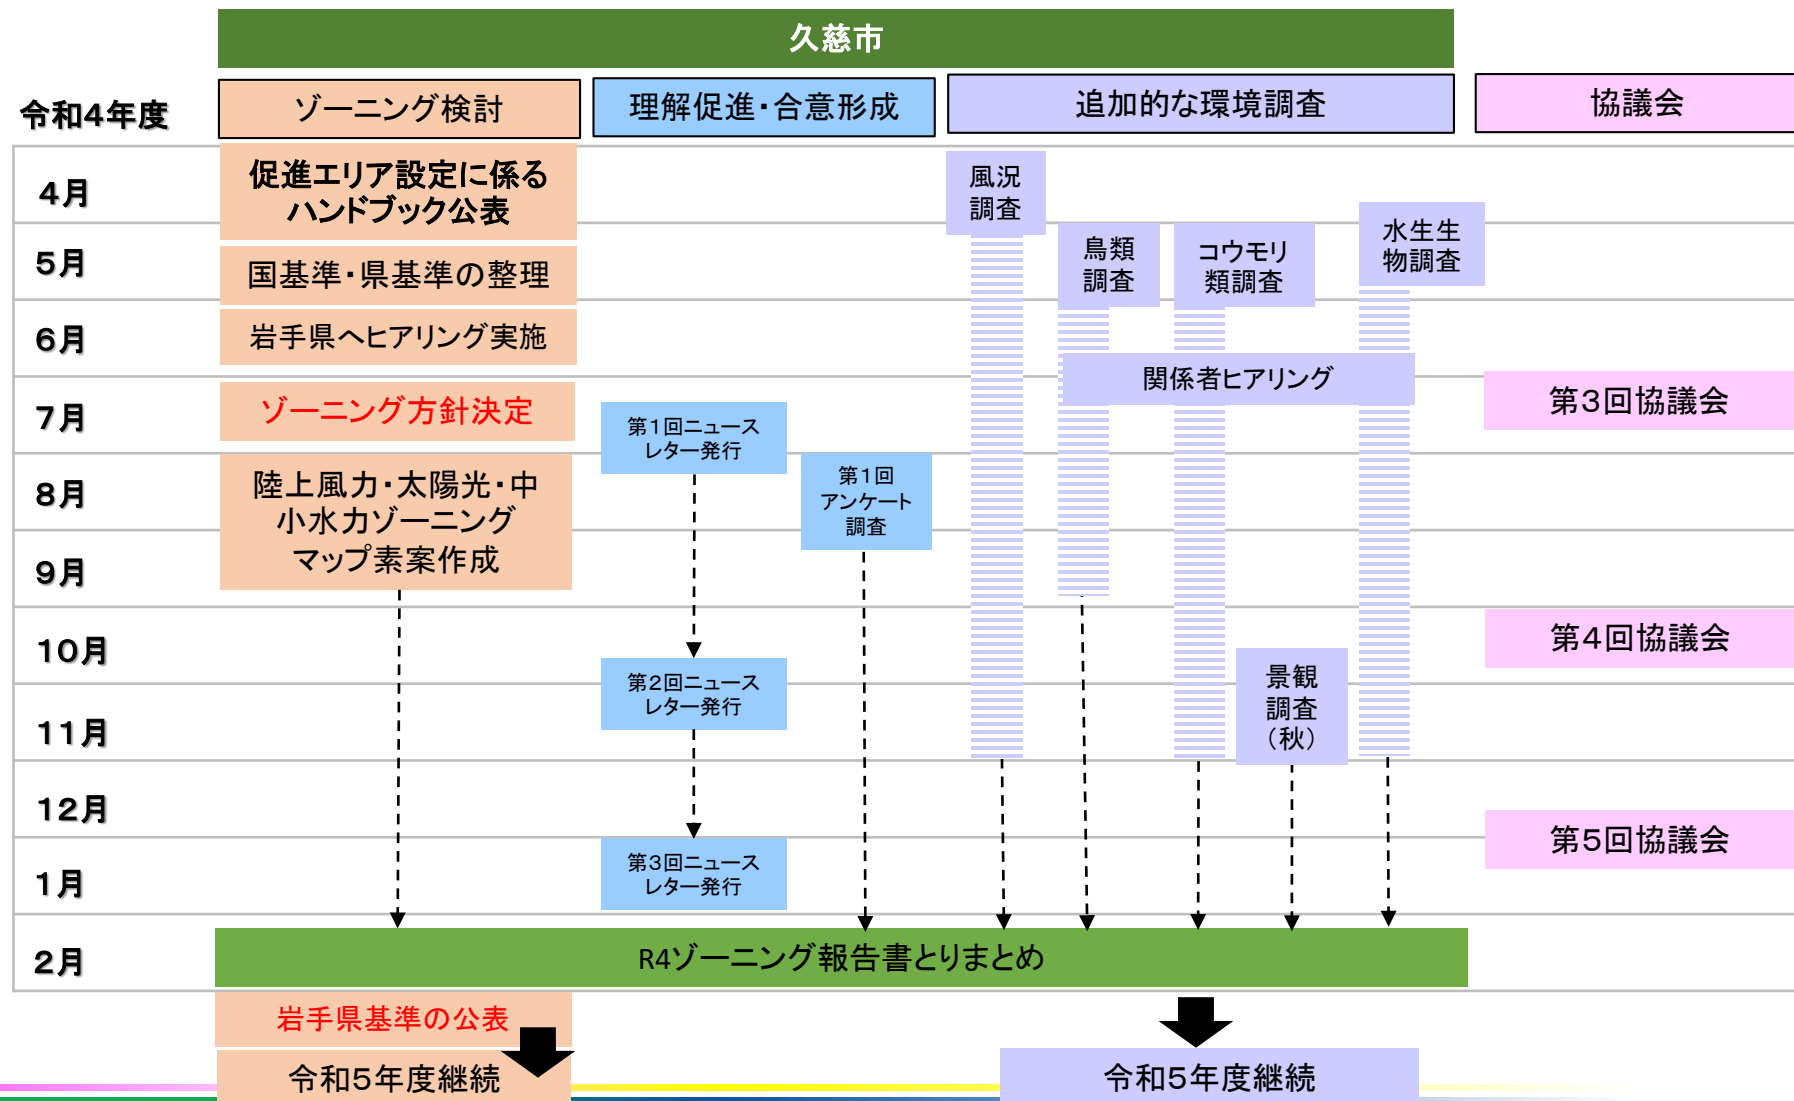 久慈市
令和4年度
ゾーニング検討
理解促進・合意形成
追加的な環境調査
協議会
4月
促進エリア設定に係る
ハンドブック公表
風況
調査
5月
国基準・県基準の整理
鳥類
調査
コウモリ
類調査
水生生
物調査
6月
岩手県へヒアリング実施
関係者ヒアリング
7月
ゾーニング方針決定
第1回ニュース
レター発行
第3回協議会
8月
陸上風力・太陽光・中
小水力ゾーニング
マップ素案作成
第1回
アンケート
調査
9月
10月
第2回ニュース
レター発行
景観
調査
（秋）
第4回協議会
11月
12月
第5回協議会
1月
第3回ニュース
レター発行
2月
R4ゾーニング報告書とりまとめ
岩手県基準の公表
令和5年度継続
令和5年度継続